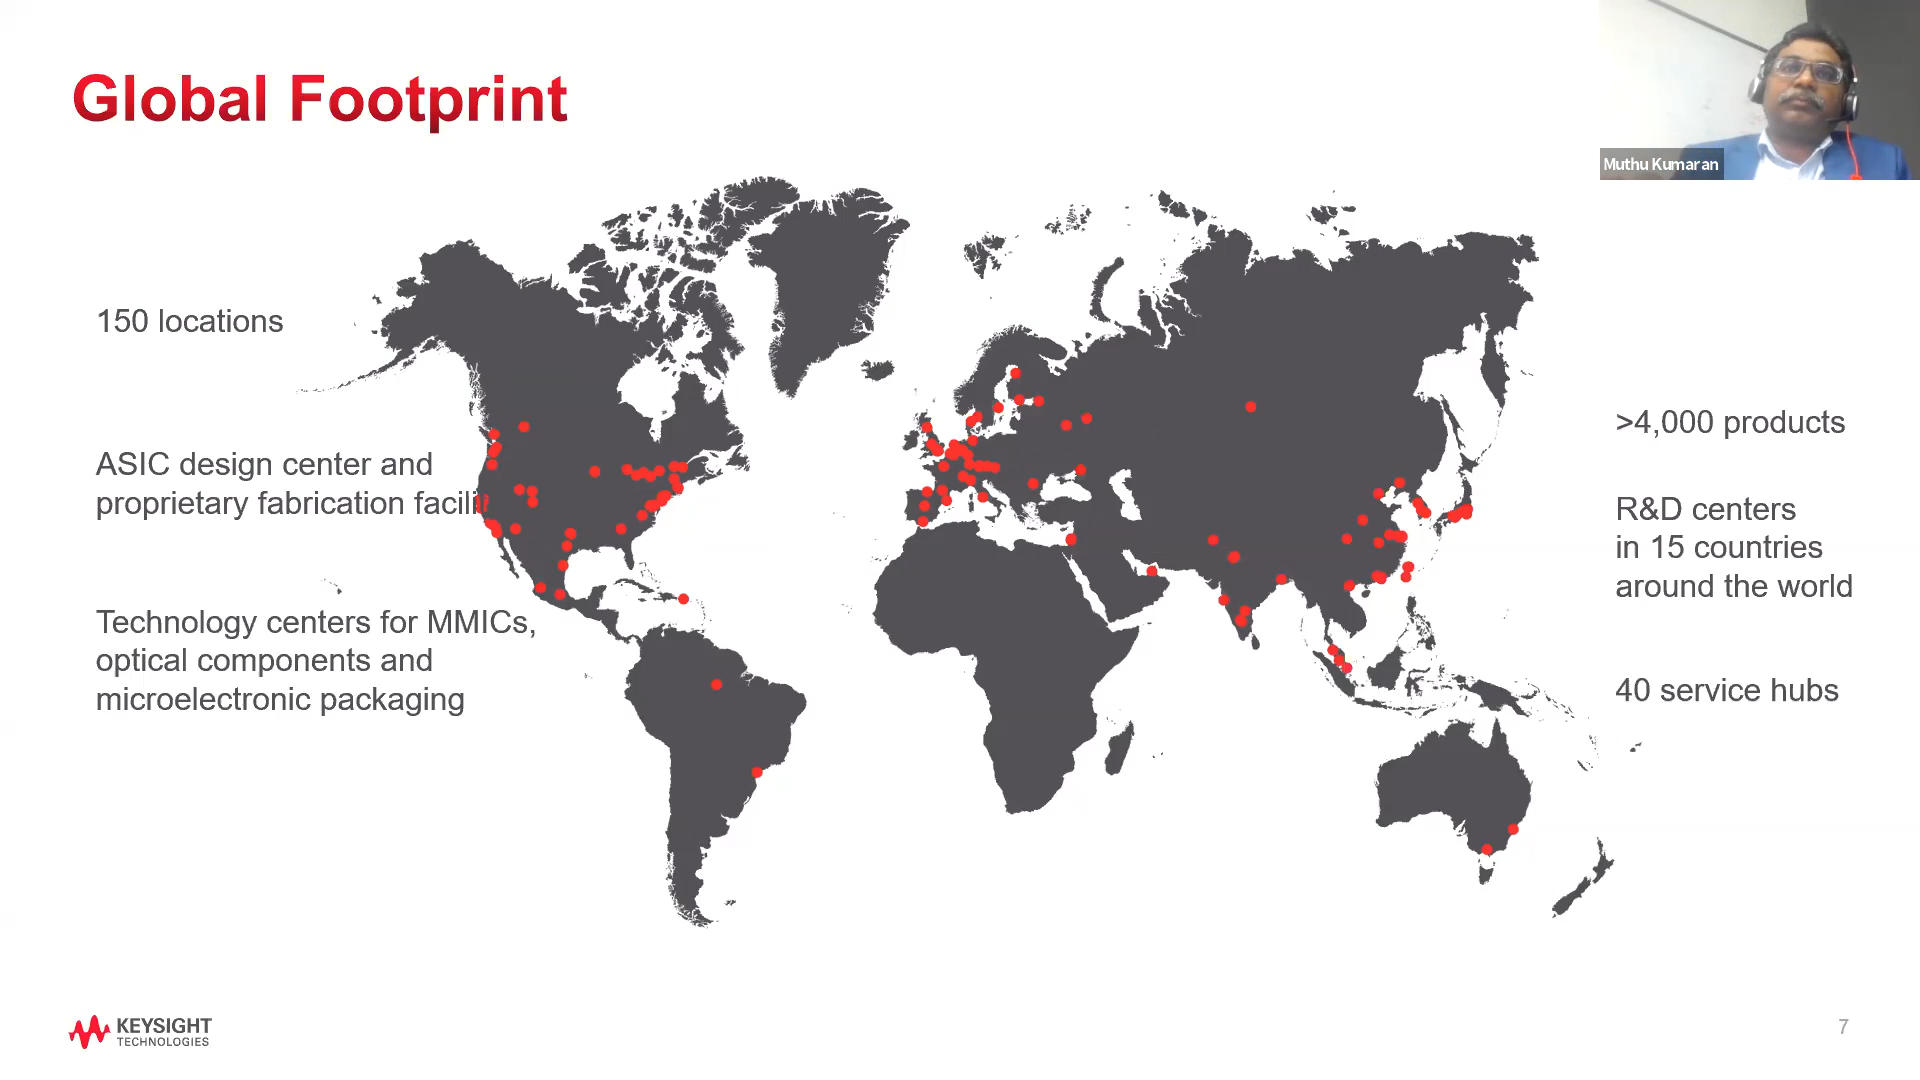 Global Footprint
Muthu Kumaran
150 locations
ASIC design center and
proprietary fabrication facili
Technology centers for MMICs,
optical components and
microelectronic packaging
>4,000 products
R&D centers
in 15 countries
around the world
40 service hubs
KEYSIGHT
TECHNOLOGIES
7